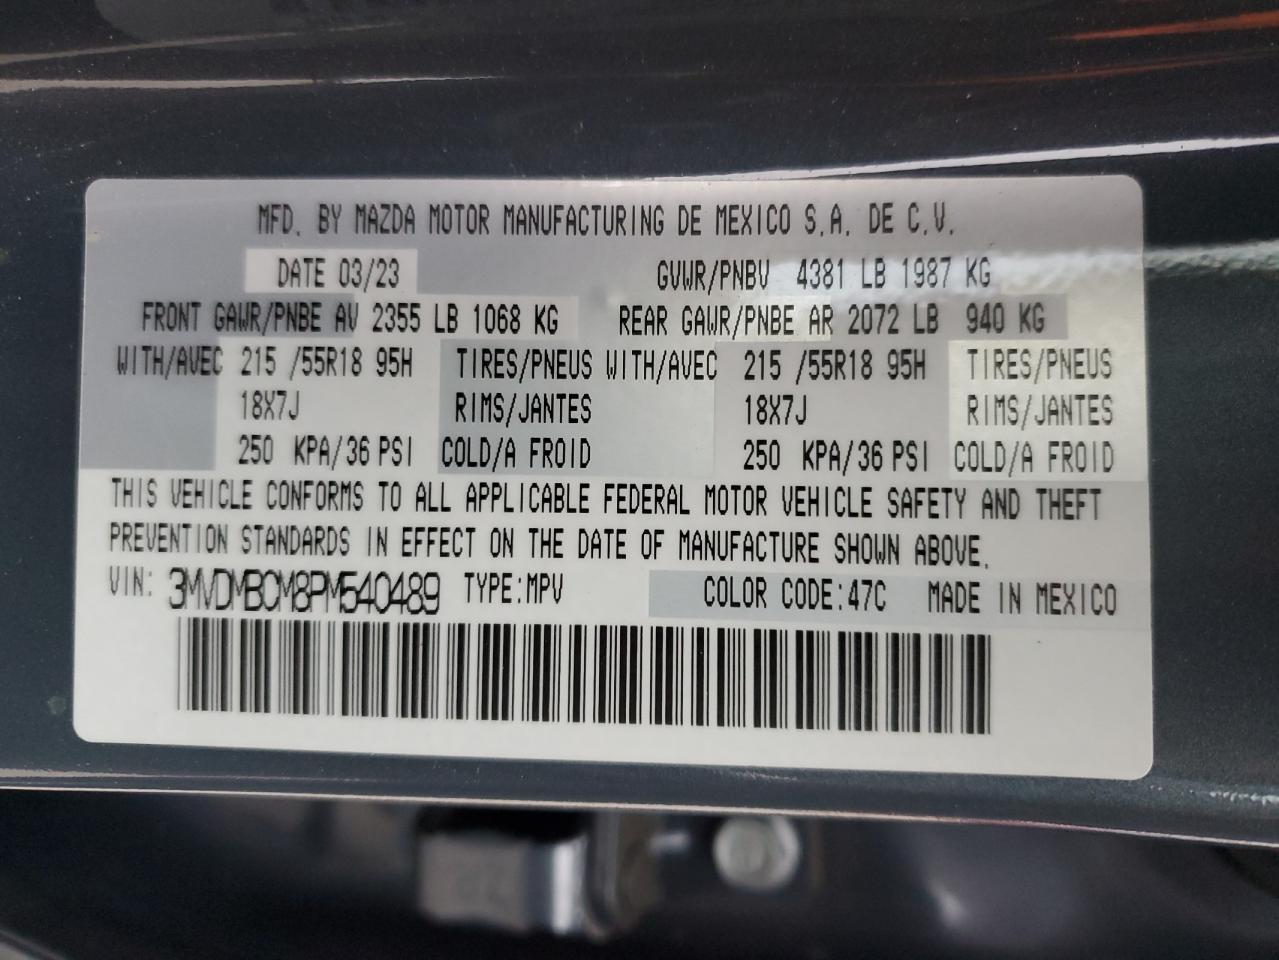 MFD. BY MAZDA MOTOR MANUFACTURING DE MEXICO S.A. DE C.V.
DATE 03/23 GVWR/PNBV 4381 LB 1987 KG
FRONT GAWR/PNBE AV 2355 LB 1068 KG REAR GAWR/PNBE AR 2072 LB 940 KG
WITH/AVEC 215 /55R18 95H TIRES/PNEUS WITH/AVEC 215 /55R18 95H TIRES/PNEUS
18X7J RIMS/JANTES 18X7J RIMS/JANTES
250 KPA/36 PSI COLD/A FROID 250 KPA/36 PSI COLD/A FROID
THIS VEHICLE CONFORMS TO ALL APPLICABLE FEDERAL MOTOR VEHICLE SAFETY AND THEFT
PREVENTION STANDARDS IN EFFECT ON THE DATE OF MANUFACTURE SHOWN ABOVE.
VIN: 3MVDMBCM8PM540489 TYPE:MPV COLOR CODE:47C MADE IN MEXICO